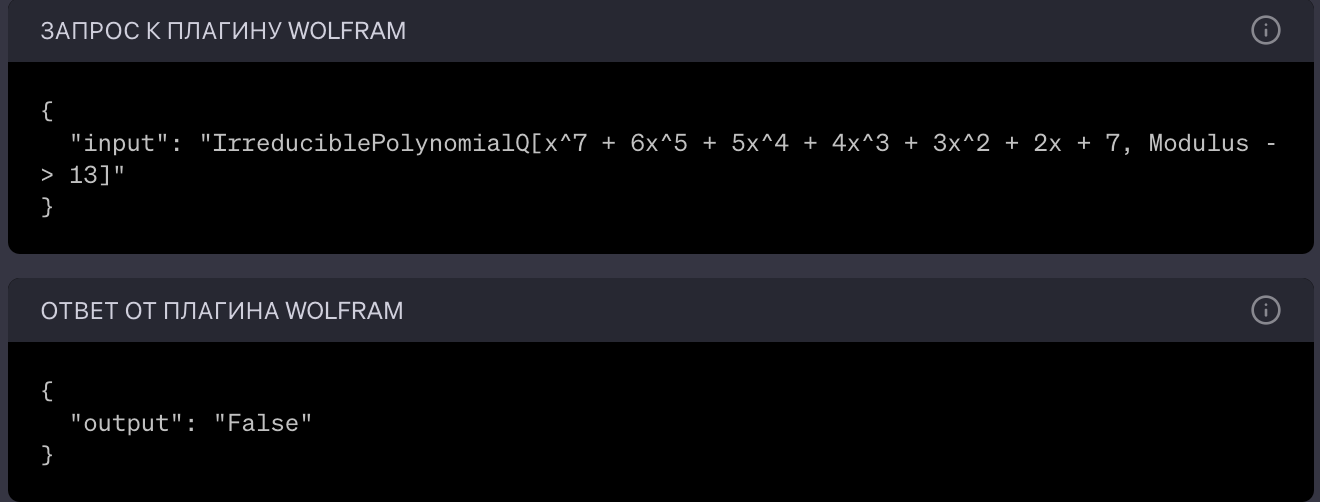 ЗАПРОС К ПЛАГИНУ WOLFRAM
{
"input": "IrreduciblePolynomialQ[x^7 + 6x^5 + 5x^4 + 4x^3 + 3x^2 + 2x + 7, Modulus -
> 13]"
}
ОТВЕТ ОТ ПЛАГИНА WOLFRAM
{
"output": "False"
}